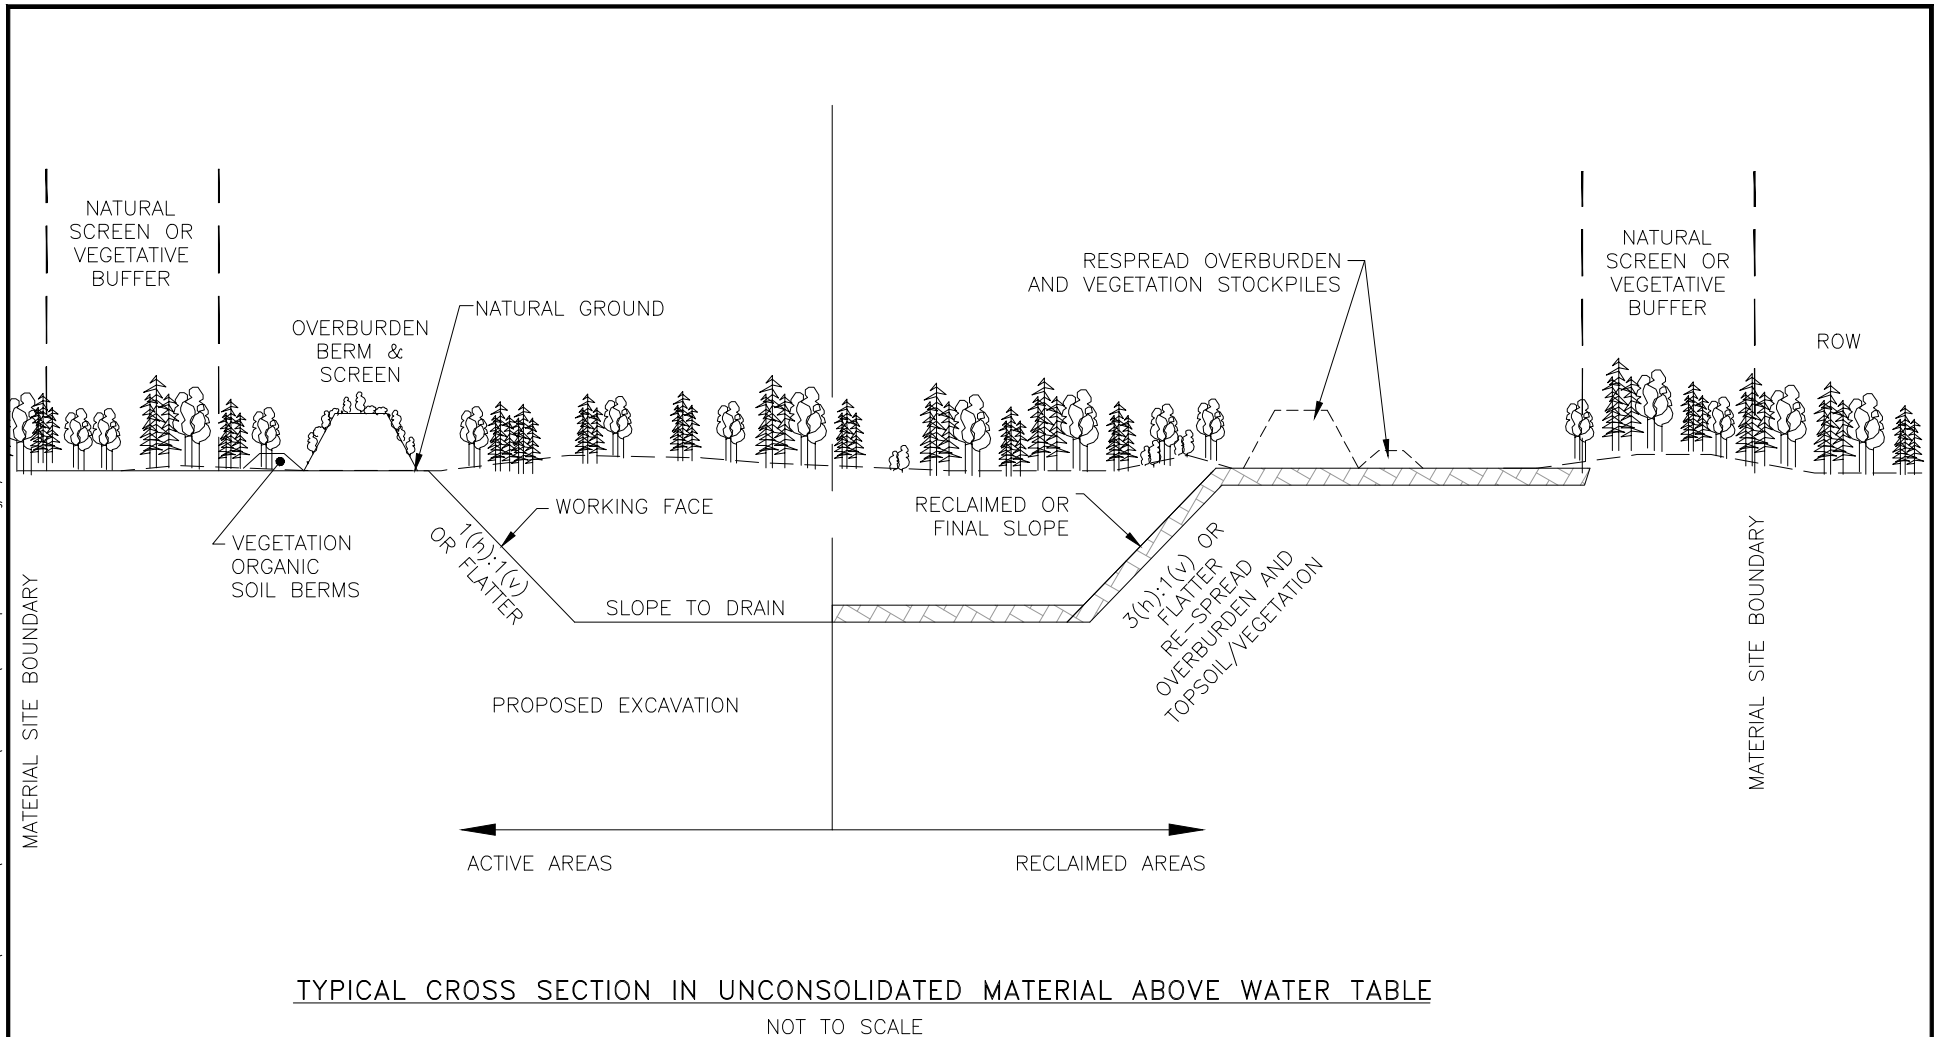 NATURAL
SCREEN OR
VEGETATIVE
BUFFER
OVERBURDEN
BERM &
SCREEN
NATURAL GROUND
RESPREAD OVERBURDEN
AND VEGETATION STOCKPILES
NATURAL
SCREEN OR
VEGETATIVE
BUFFER
ROW
WORKING FACE
1(h):1(v)
OR FLATTER
VEGETATION
ORGANIC
SOIL BERMS
SLOPE TO DRAIN
RECLAIMED OR
FINAL SLOPE
3(h):1(v) OR
FLATTER
RE-SPREAD
OVERBURDEN AND
TOPSOIL/VEGETATION
MATERIAL SITE BOUNDARY
MATERIAL SITE BOUNDARY
PROPOSED EXCAVATION
ACTIVE AREAS
RECLAIMED AREAS
TYPICAL CROSS SECTION IN UNCONSOLIDATED MATERIAL ABOVE WATER TABLE
NOT TO SCALE